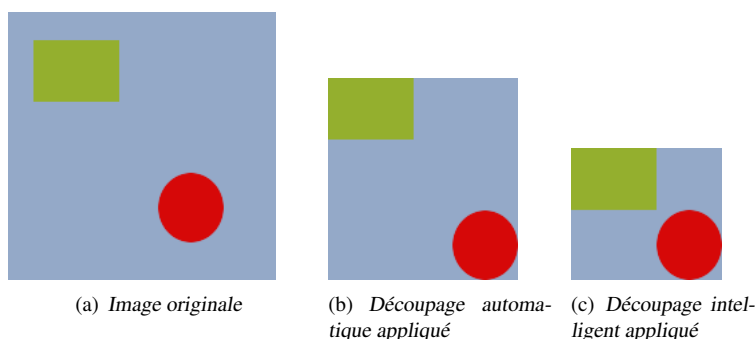 (a) Image originale
(b) Découpage automa-
tique appliqué
(c) Découpage intel-
ligent appliqué